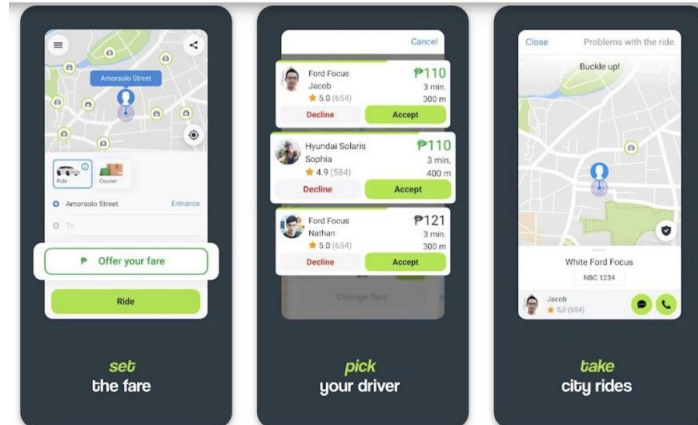 Amorsolo Street
Ride
Courier
Amorsolo Street
Entrance
To
₱ Offer your fare
Ride
set
the fare
Cancel
Ford Focus
₱110
Jacob
3 min.
5.0 (654)
300 m
Decline
Accept
Hyundai Solaris
₱110
Sophia
3 min.
4.9 (584)
400 m
Decline
Accept
Ford Focus
₱121
Nathan
3 min.
5.0 (654)
300 m
Decline
Accept
Change fare
pick
your driver
Close
Problems with the ride
Buckle up!
White Ford Focus
NBC 1234
Jacob
5,0 (654)
take
city rides